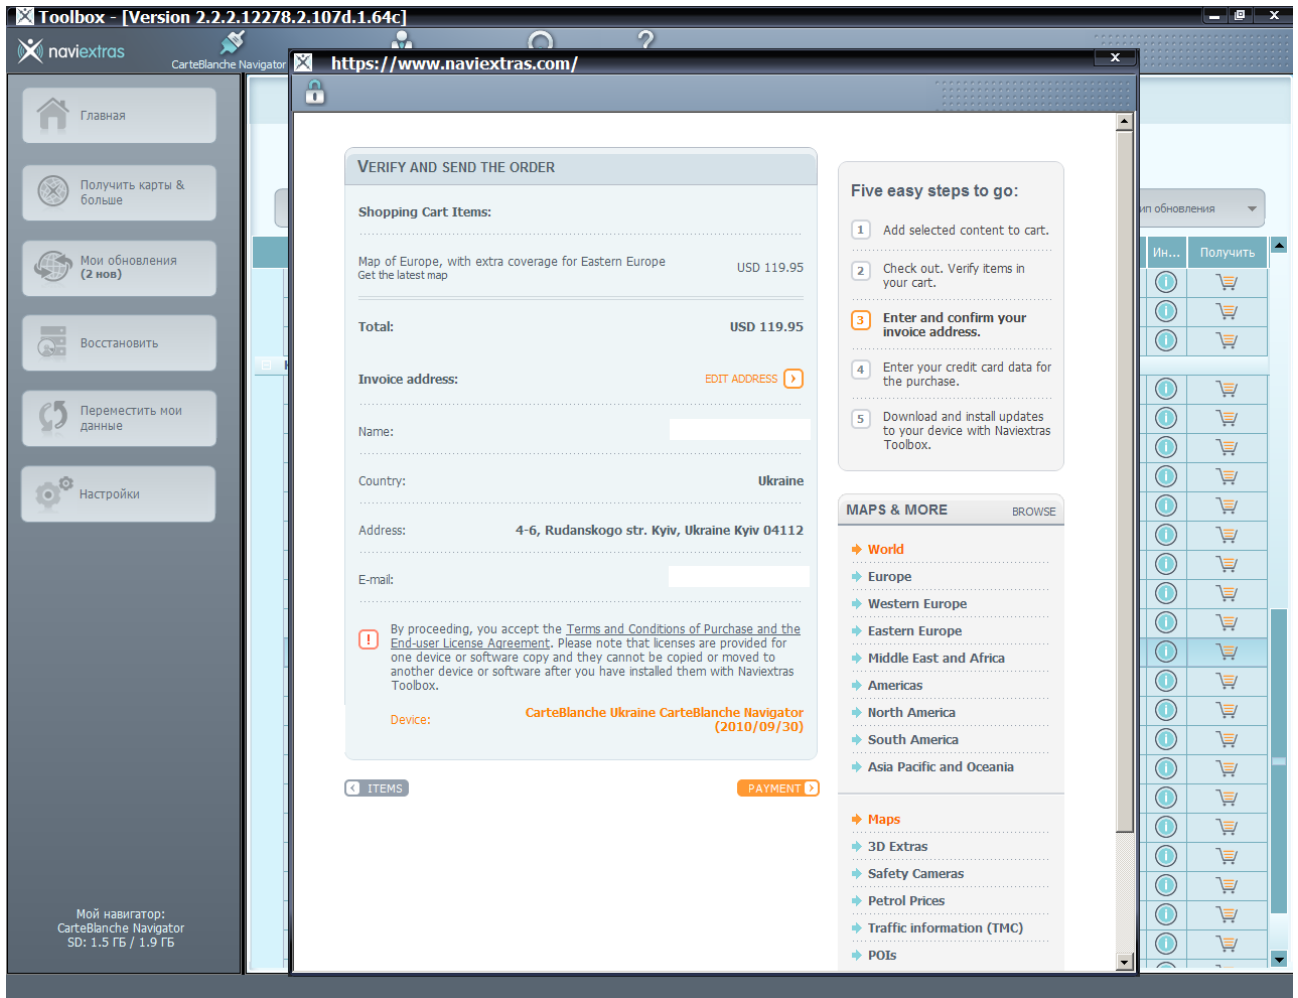 Toolbox - [Version 2.2.2.12278.2.107d.1.64c]
naviextras
CarteBlanche Navigator
https://www.naviextras.com/
Главная
Получить карты &
больше
Мои обновления
(2 нов)
Восстановить
Переместить мои
данные
Настройки
Мой навигатор:
CarteBlanche Navigator
SD: 1.5 ГБ / 1.9 ГБ
VERIFY AND SEND THE ORDER
Shopping Cart Items:
Map of Europe, with extra coverage for Eastern Europe
Get the latest map
USD 119.95
Total:
USD 119.95
Invoice address:
EDIT ADDRESS
Name:
Country:
Ukraine
Address:
4-6, Rudanskogo str. Kyiv, Ukraine Kyiv 04112
E-mail:
By proceeding, you accept the Terms and Conditions of Purchase and the
End-user License Agreement. Please note that licenses are provided for
one device or software copy and they cannot be copied or moved to
another device or software after you have installed them with Naviextras
Toolbox.
Device:
CarteBlanche Ukraine CarteBlanche Navigator
(2010/09/30)
ITEMS
PAYMENT
Five easy steps to go:
1 Add selected content to cart.
2 Check out. Verify items in
your cart.
3 Enter and confirm your
invoice address.
4 Enter your credit card data for
the purchase.
5 Download and install updates
to your device with Naviextras
Toolbox.
MAPS & MORE
BROWSE
World
Europe
Western Europe
Eastern Europe
Middle East and Africa
Americas
North America
South America
Asia Pacific and Oceania
Maps
3D Extras
Safety Cameras
Petrol Prices
Traffic information (TMC)
POIs
ип обновления
Ин...
Получить